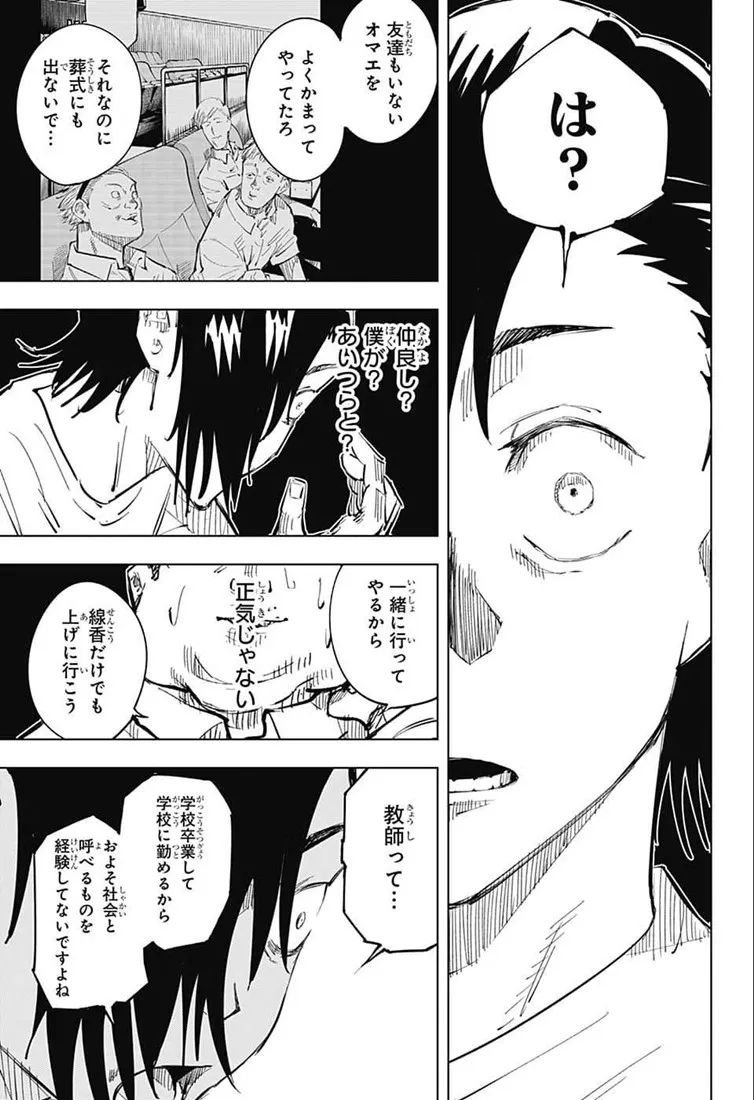 は？
友達もいない
オマエを
よくかまって
やってたろ
それなのに
葬式にも
出ないで…
仲良し？
僕が？
あいつらと？
一緒に行って
やるから
正気じゃない
線香だけでも
上げに行こう
教師って…
学校卒業して
学校に勤めるから
およそ社会と
呼べるものを
経験してないですよね